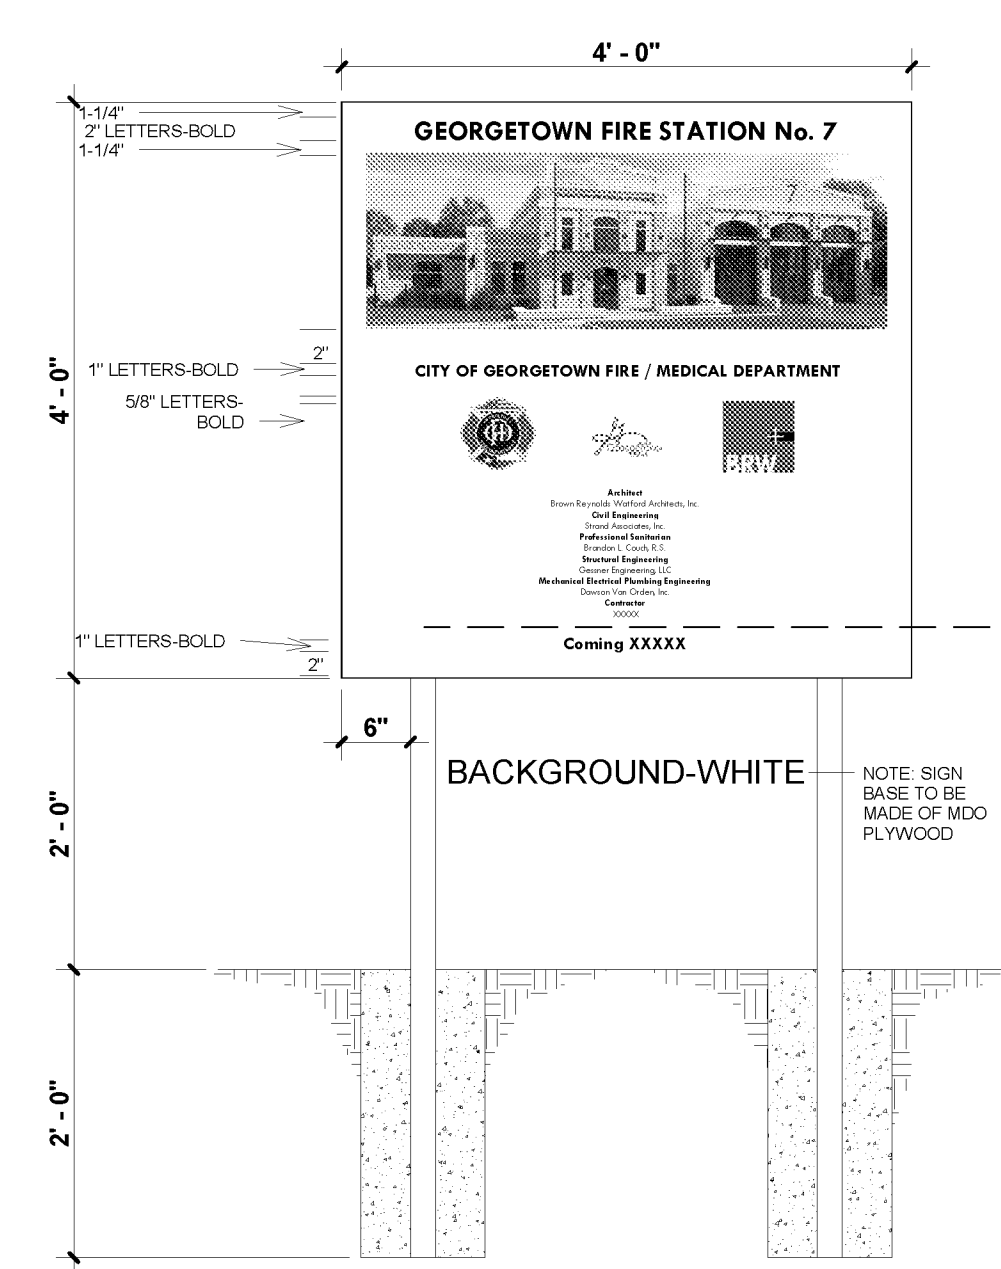 4' - 0"
1-1/4"
2" LETTERS-BOLD
1-1/4"
GEORGETOWN FIRE STATION No. 7
7
4' - 0"
2"
1" LETTERS-BOLD
5/8" LETTERS-
BOLD
CITY OF GEORGETOWN FIRE / MEDICAL DEPARTMENT
BRW
Architect
Brown Reynolds Watford Architects, Inc.
Civil Engineering
Strand Associates, Inc.
Professional Sanitarian
Brandon L. Couch, R.S.
Structural Engineering
Gessner Engineering, LLC
Mechanical Electrical Plumbing Engineering
Dawson Van Orden, Inc.
Contractor
XXXXX
1" LETTERS-BOLD
Coming XXXXX
2"
6"
BACKGROUND-WHITE
NOTE: SIGN
BASE TO BE
MADE OF MDO
PLYWOOD
2' - 0"
2' - 0"